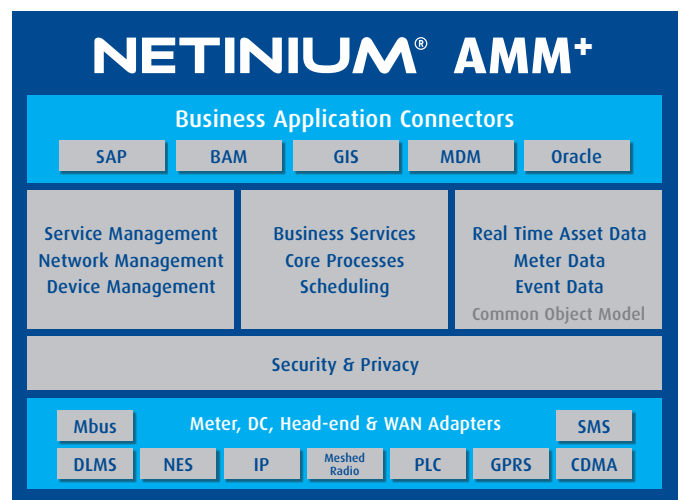 NETINIUM® AMM+
Business Application Connectors
SAP BAM GIS MDM Oracle
Service Management
Network Management
Device Management
Business Services
Core Processes
Scheduling
Real Time Asset Data
Meter Data
Event Data
Common Object Model
Security & Privacy
Mbus Meter, DC, Head-end & WAN Adapters SMS
DLMS NES IP Meshed Radio PLC GPRS CDMA